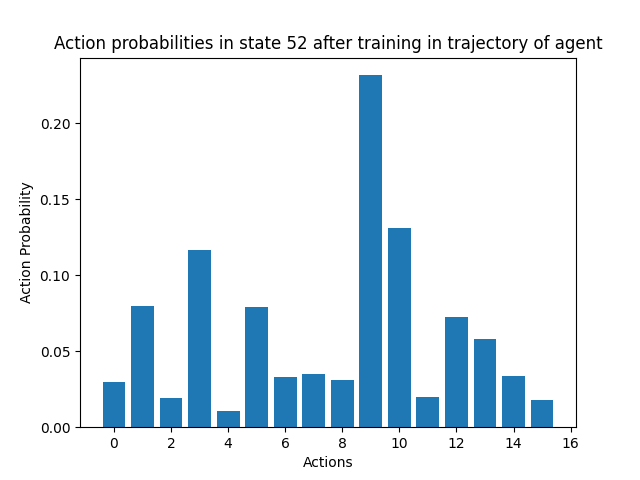 Action probabilities in state 52 after training in trajectory of agent
0.20
0.15
0.10
0.05
0.00
Action Probability
0 2 4 6 8 10 12 14 16
Actions